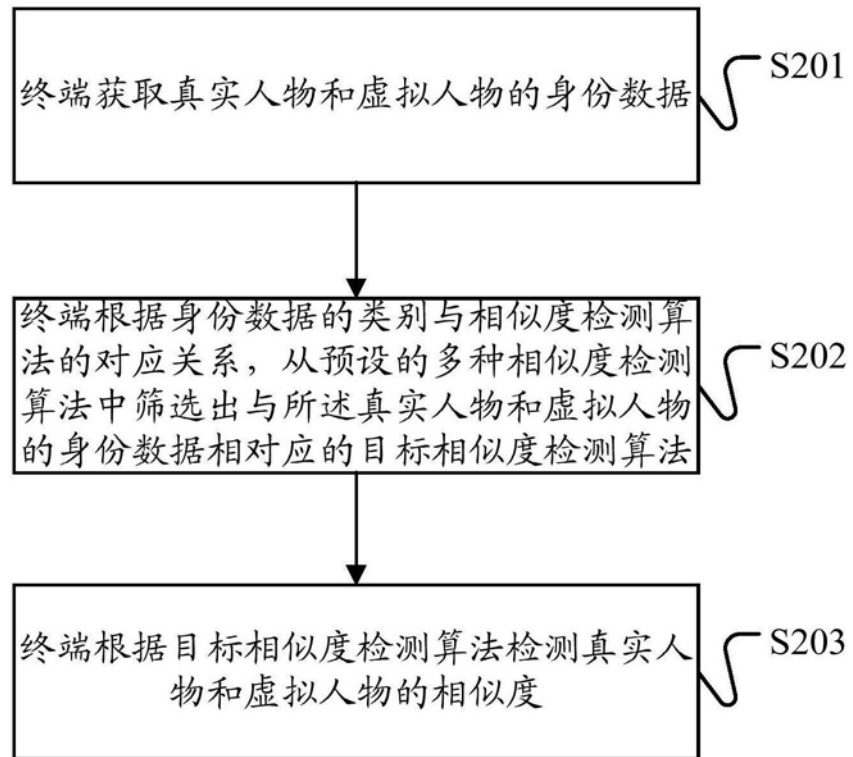 终端获取真实人物和虚拟人物的身份数据
S201
终端根据身份数据的类别与相似度检测算
法的对应关系，从预设的多种相似度检测
算法中筛选出与所述真实人物和虚拟人物
的身份数据相对应的目标相似度检测算法
S202
终端根据目标相似度检测算法检测真实人
物和虚拟人物的相似度
S203